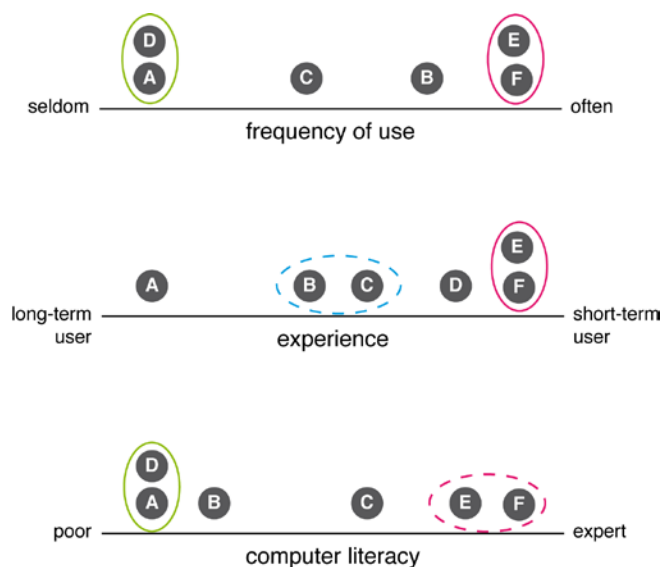 D E
A C B F
seldom often
frequency of use
E
A B C D F
long-term short-term
user user
experience
D
A B C E F
poor expert
computer literacy